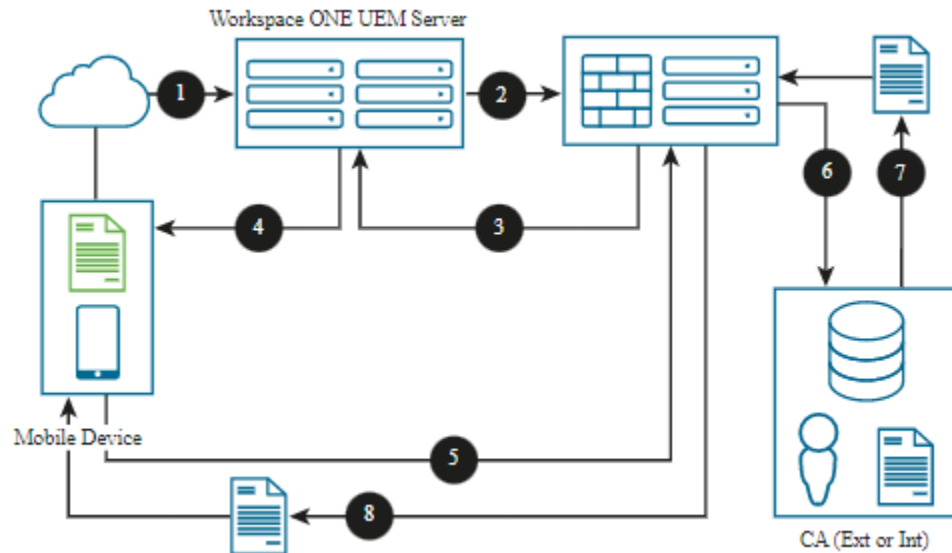 Workspace ONE UEM Server
1
2
6
7
4
3
Mobile Device
5
8
CA (Ext or Int)